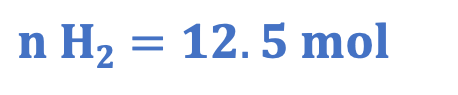 n H₂ = 12.5 mol